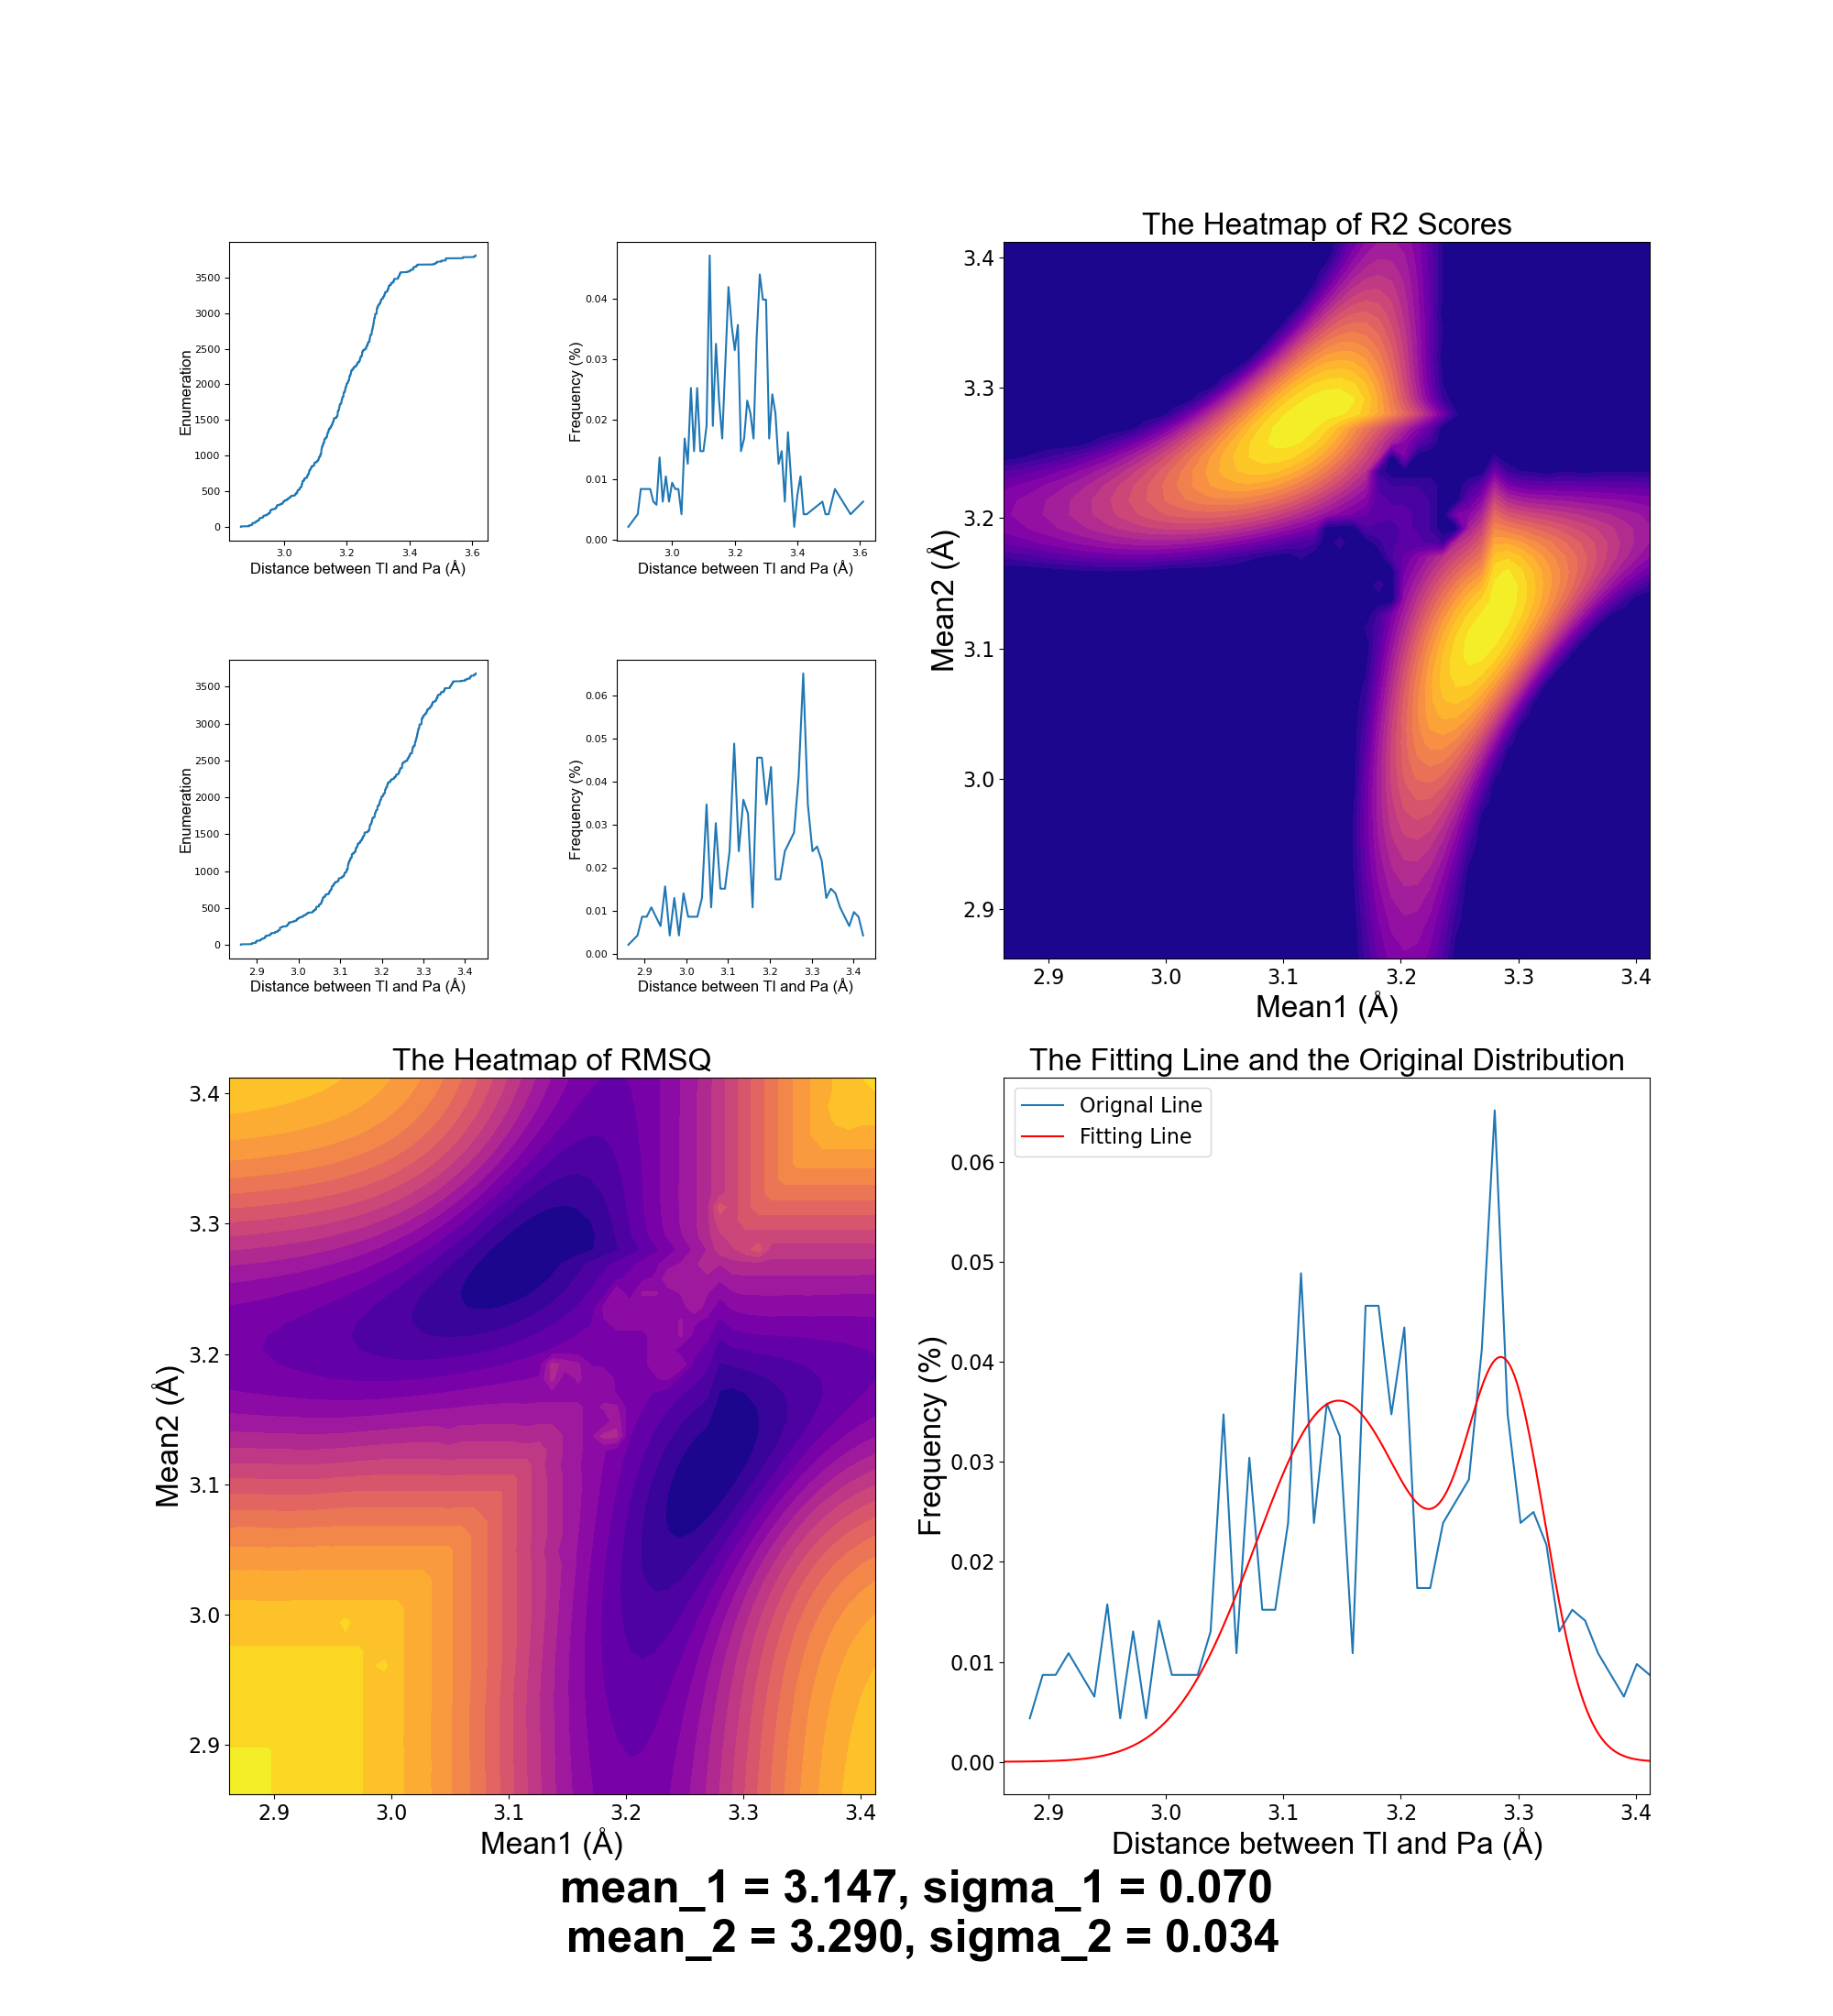 Enumeration
3500
3000
2500
2000
1500
1000
500
0
3.0 3.2 3.4 3.6
Distance between Tl and Pa (Å)
Frequency (%)
0.04
0.03
0.02
0.01
0.00
3.0 3.2 3.4 3.6
Distance between Tl and Pa (Å)
Enumeration
3500
3000
2500
2000
1500
1000
500
0
2.9 3.0 3.1 3.2 3.3 3.4
Distance between Tl and Pa (Å)
Frequency (%)
0.06
0.05
0.04
0.03
0.02
0.01
0.00
2.9 3.0 3.1 3.2 3.3 3.4
Distance between Tl and Pa (Å)
The Heatmap of R2 Scores
Mean2 (Å)
3.4
3.3
3.2
3.1
3.0
2.9
2.9 3.0 3.1 3.2 3.3 3.4
Mean1 (Å)
The Heatmap of RMSQ
Mean2 (Å)
3.4
3.3
3.2
3.1
3.0
2.9
2.9 3.0 3.1 3.2 3.3 3.4
Mean1 (Å)
The Fitting Line and the Original Distribution
Orignal Line
Fitting Line
Frequency (%)
0.06
0.05
0.04
0.03
0.02
0.01
0.00
2.9 3.0 3.1 3.2 3.3 3.4
Distance between Tl and Pa (Å)
mean_1 = 3.147, sigma_1 = 0.070
mean_2 = 3.290, sigma_2 = 0.034